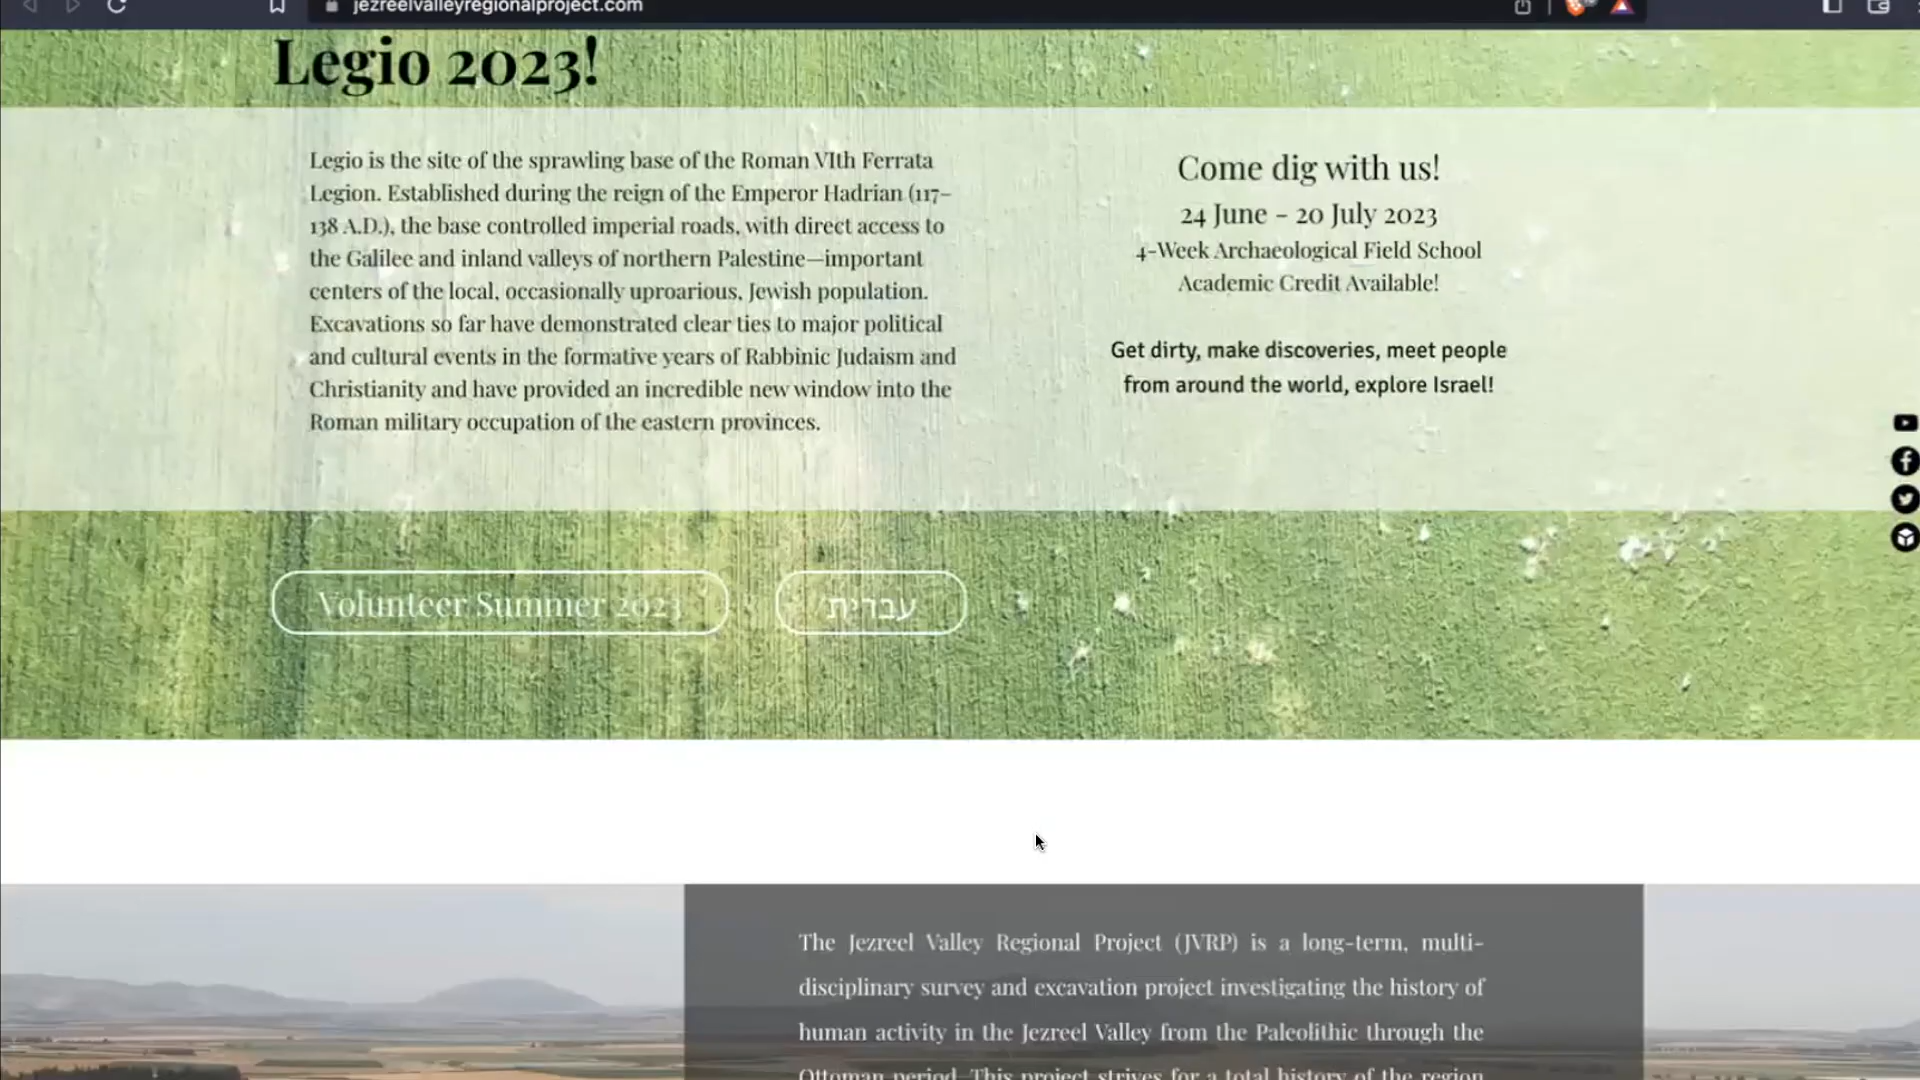 jezreelvalleyregionalproject.com
Legio 2023!
Legio is the site of the sprawling base of the Roman VIth Ferrata
Legion. Established during the reign of the Emperor Hadrian (117–
138 A.D.), the base controlled imperial roads, with direct access to
the Galilee and inland valleys of northern Palestine—important
centers of the local, occasionally uproarious, Jewish population.
Excavations so far have demonstrated clear ties to major political
and cultural events in the formative years of Rabbinic Judaism and
Christianity and have provided an incredible new window into the
Roman military occupation of the eastern provinces.
Come dig with us!
24 June - 20 July 2023
4-Week Archaeological Field School
Academic Credit Available!
Get dirty, make discoveries, meet people
from around the world, explore Israel!
Volunteer Summer 2023
עברית
The Jezreel Valley Regional Project (JVRP) is a long-term, multi-
disciplinary survey and excavation project investigating the history of
human activity in the Jezreel Valley from the Paleolithic through the
Ottoman period. This project strives for a total history of the region